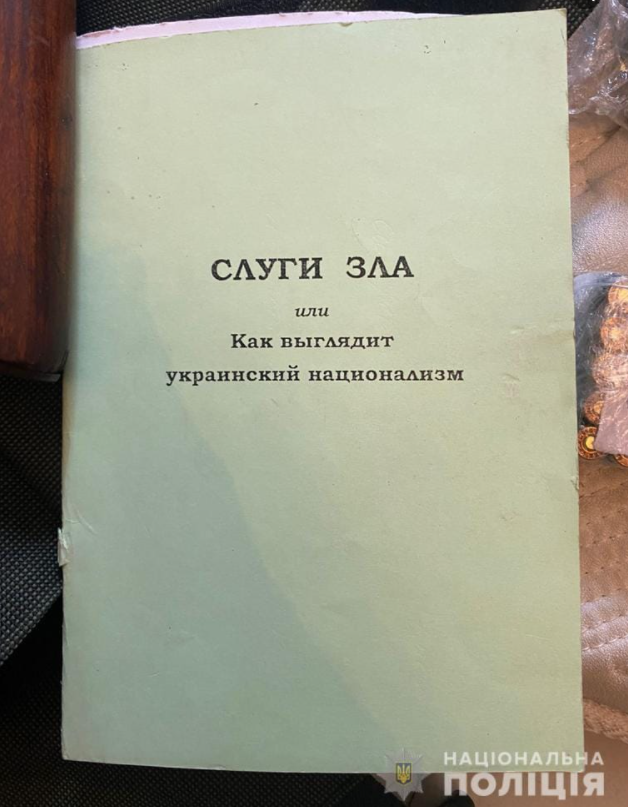 СЛУГИ ЗЛА
или
Как выглядит
украинский национализм
НАЦІОНАЛЬНА
ПОЛІЦІЯ